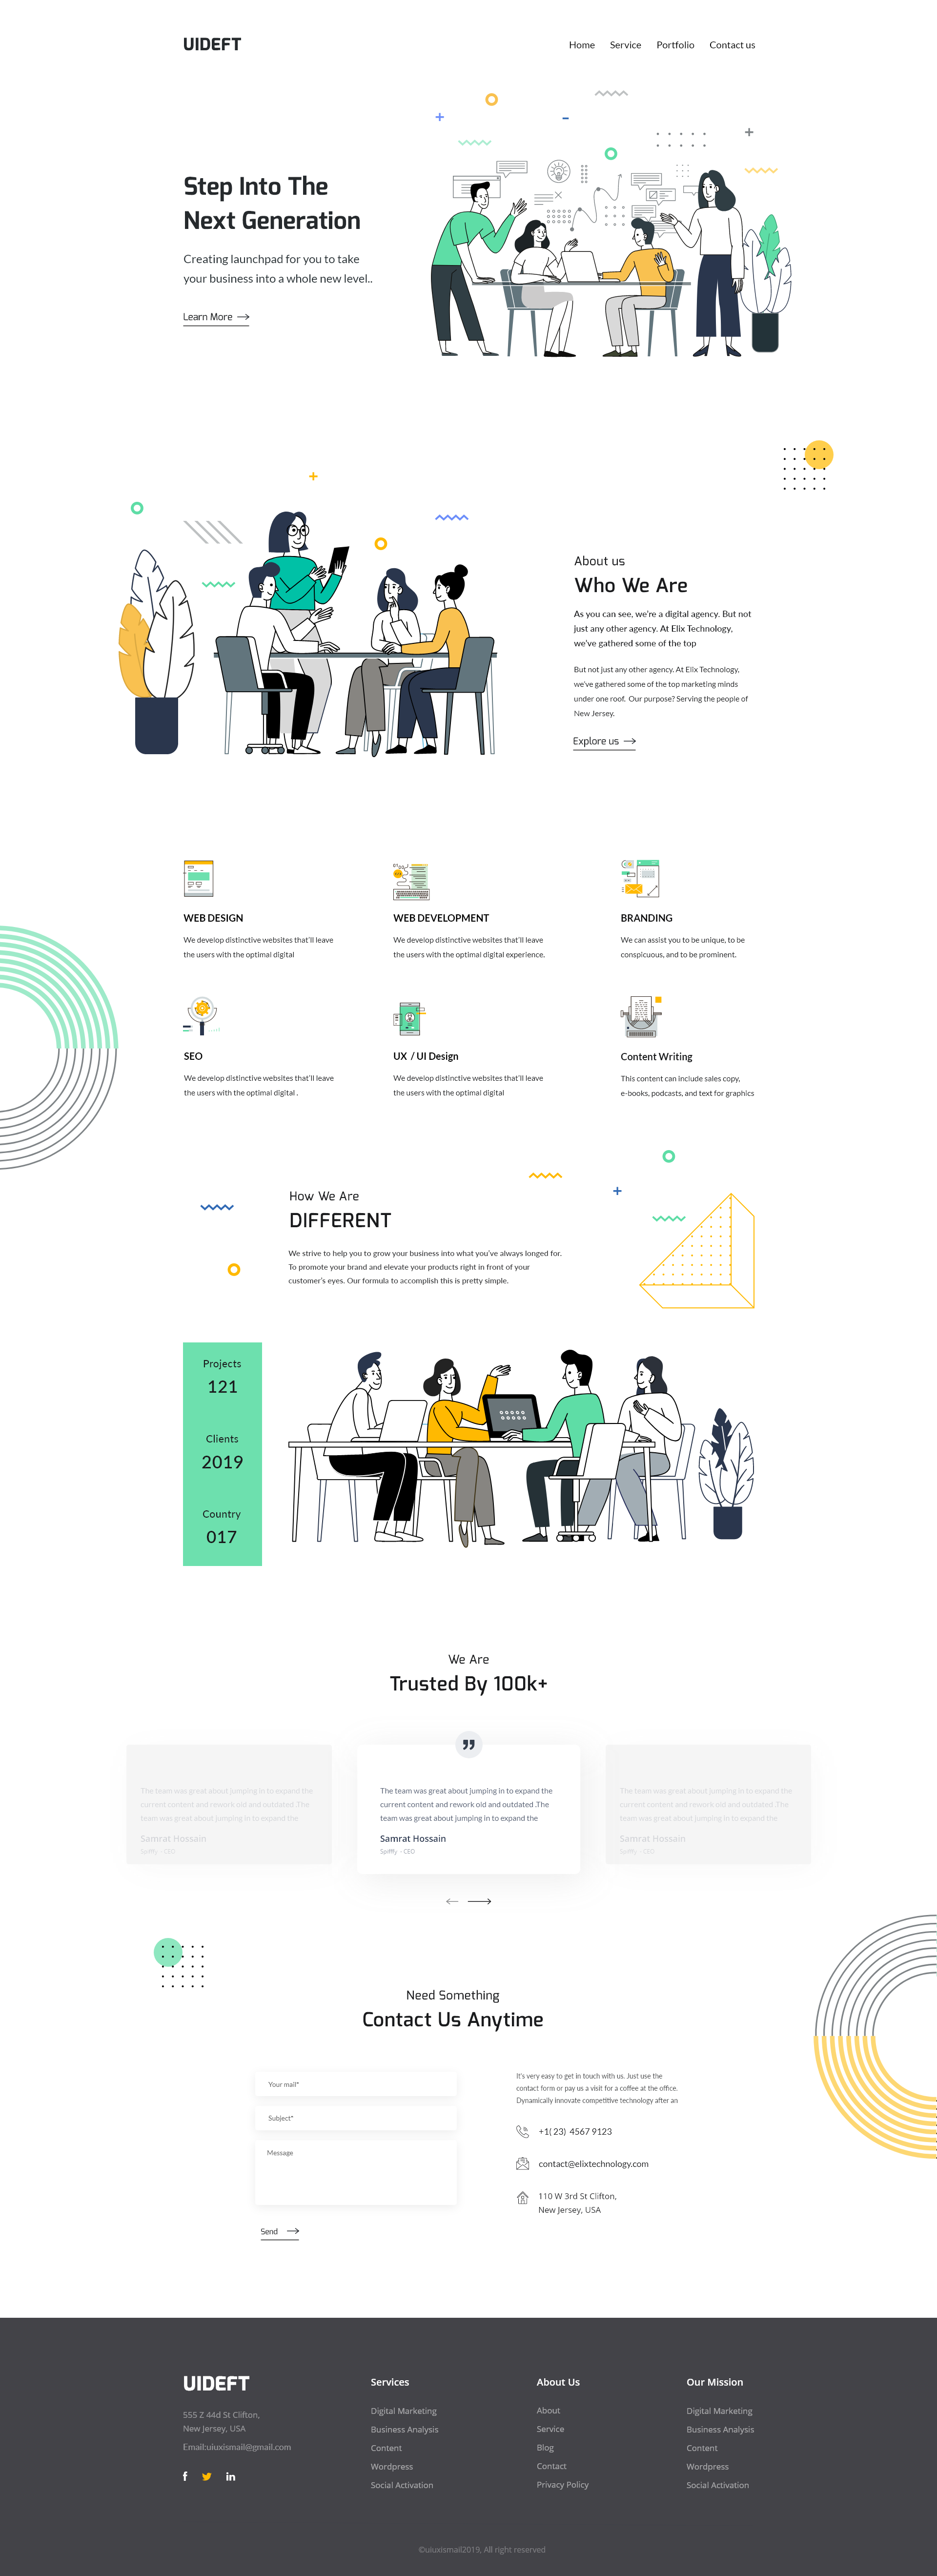 UIDEFT
Home Service Portfolio Contact us
Step Into The
Next Generation
Creating launchpad for you to take
your business into a whole new level..
Learn More
About us
Who We Are
As you can see, we're a digital agency. But not
just any other agency. At Elix Technology,
we've gathered some of the top
But not just any other agency. At Elix Technology,
we've gathered some of the top marketing minds
under one roof. Our purpose? Serving the people of
New Jersey.
Explore us
WEB DESIGN
We develop distinctive websites that'll leave
the users with the optimal digital
WEB DEVELOPMENT
We develop distinctive websites that'll leave
the users with the optimal digital experience.
BRANDING
We can assist you to be unique, to be
conspicuous, and to be prominent.
SEO
We develop distinctive websites that'll leave
the users with the optimal digital .
UX / UI Design
We develop distinctive websites that'll leave
the users with the optimal digital
Content Writing
This content can include sales copy,
e-books, podcasts, and text for graphics
How We Are
DIFFERENT
We strive to help you to grow your business into what you've always longed for.
To promote your brand and elevate your products right in front of your
customer's eyes. Our formula to accomplish this is pretty simple.
Projects
121
Clients
2019
Country
017
We Are
Trusted By 100k+
The team was great about jumping in to expand the
current content and rework old and outdated .The
team was great about jumping in to expand the
Samrat Hossain
Spifffy - CEO
The team was great about jumping in to expand the
current content and rework old and outdated .The
team was great about jumping in to expand the
Samrat Hossain
Spifffy - CEO
The team was great about jumping in to expand the
current content and rework old and outdated .The
team was great about jumping in to expand the
Samrat Hossain
Spifffy - CEO
Need Something
Contact Us Anytime
Your mail*
Subject*
Message
Send
It's very easy to get in touch with us. Just use the
contact form or pay us a visit for a coffee at the office.
Dynamically innovate competitive technology after an
+1( 23) 4567 9123
contact@elixtechnology.com
110 W 3rd St Clifton,
New Jersey, USA
UIDEFT
555 Z 44d St Clifton,
New Jersey, USA
Email:uiuxismail@gmail.com
Services
Digital Marketing
Business Analysis
Content
Wordpress
Social Activation
About Us
About
Service
Blog
Contact
Privacy Policy
Our Mission
Digital Marketing
Business Analysis
Content
Wordpress
Social Activation
©uiuxismail2019, All right reserved